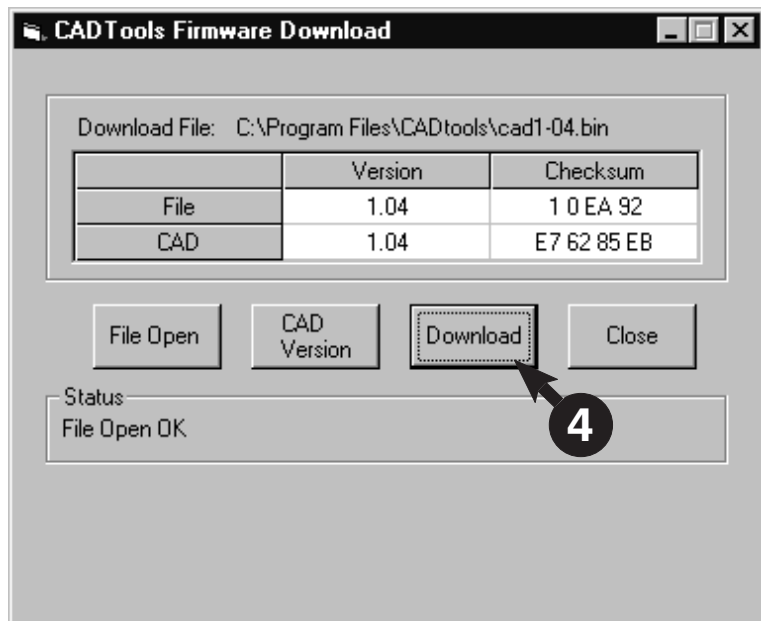 CADTools Firmware Download
Download File: C:\Program Files\CADtools\cad1-04.bin
Version Checksum
File 1.04 1 0 EA 92
CAD 1.04 E7 62 85 EB
File Open CAD Version Download Close
4
Status
File Open OK